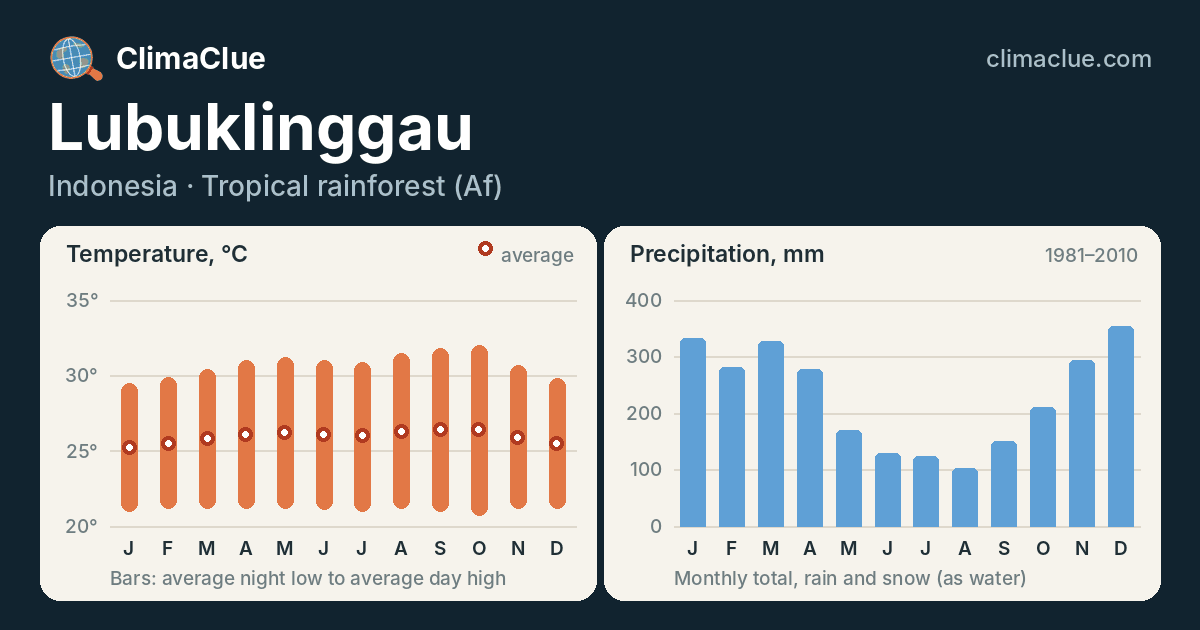 ClimaClue
climaclue.com
Lubuklinggau
Indonesia · Tropical rainforest (Af)
Temperature, °C
average
35°
30°
25°
20°
J F M A M J J A S O N D
Bars: average night low to average day high
Precipitation, mm
1981–2010
400
300
200
100
0
J F M A M J J A S O N D
Monthly total, rain and snow (as water)